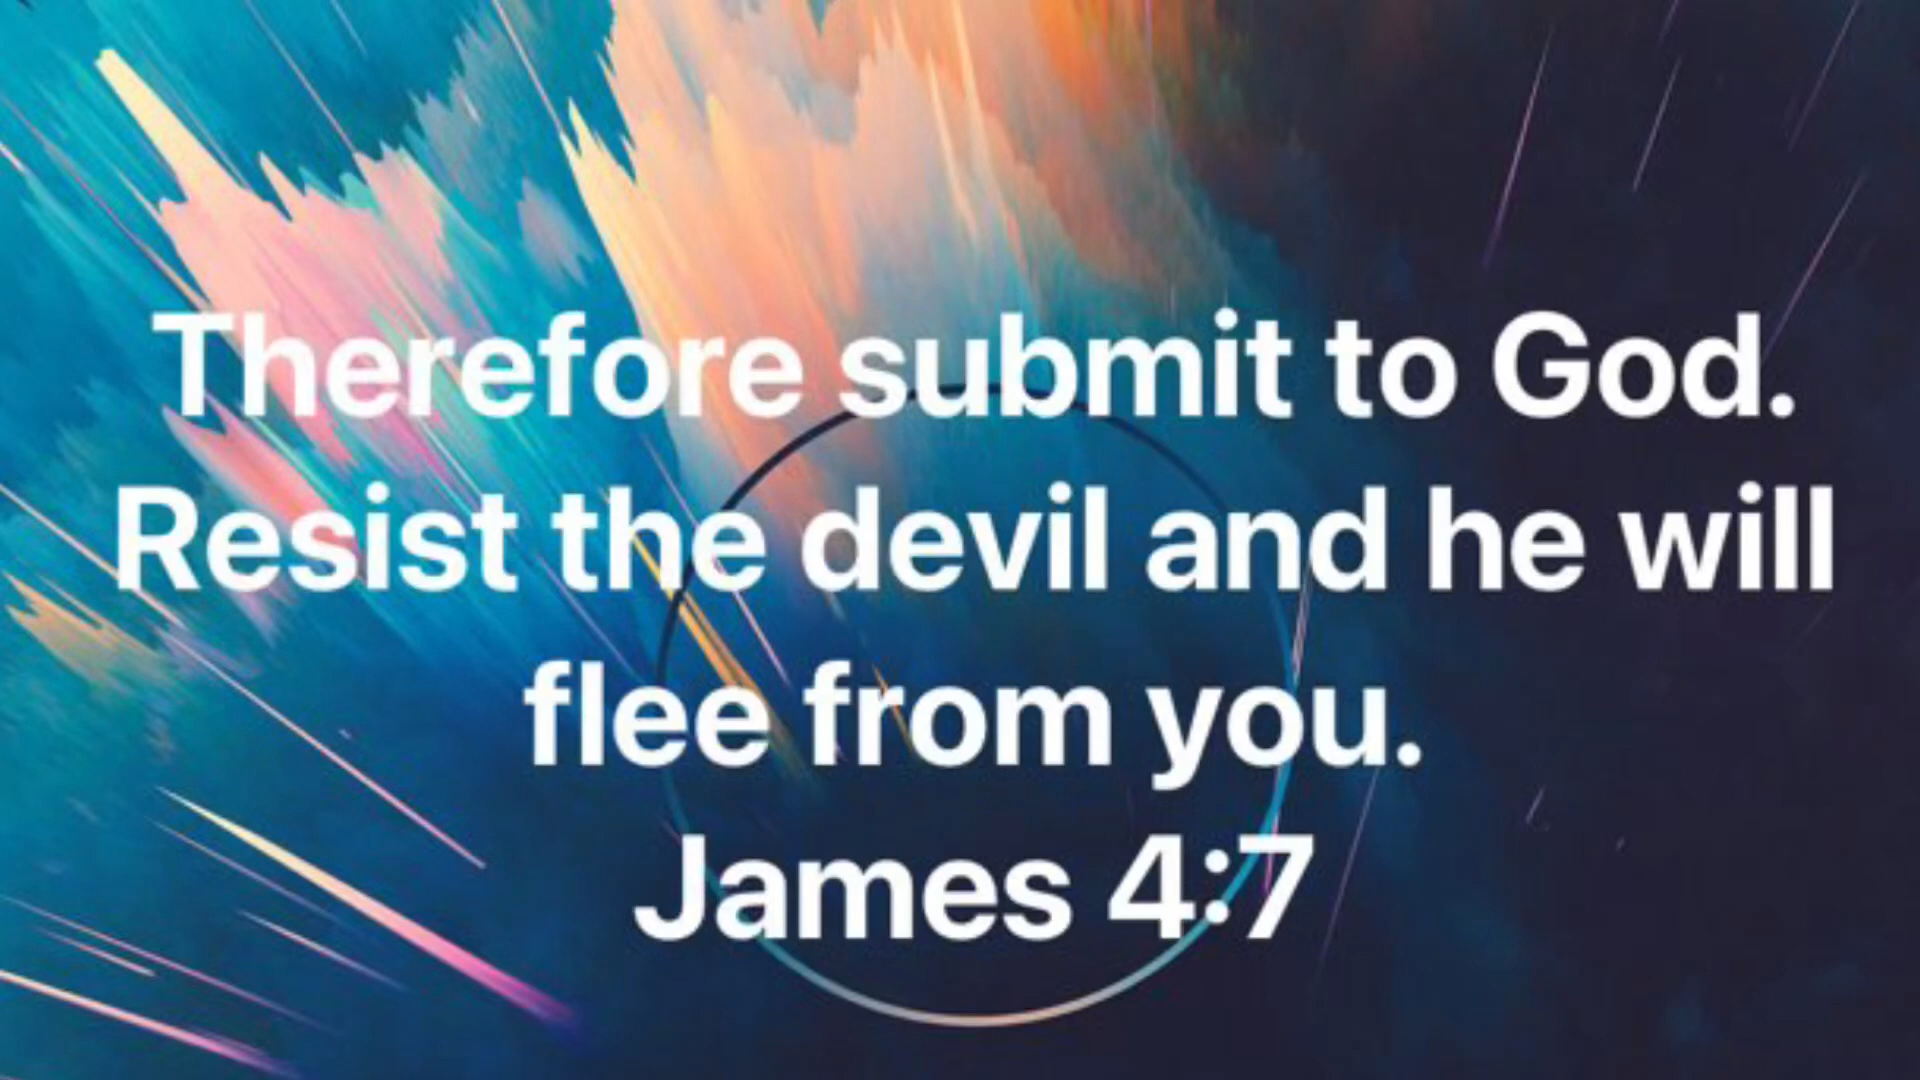 Therefore submit to God.
Resist the devil and he will
flee from you.
James 4:7